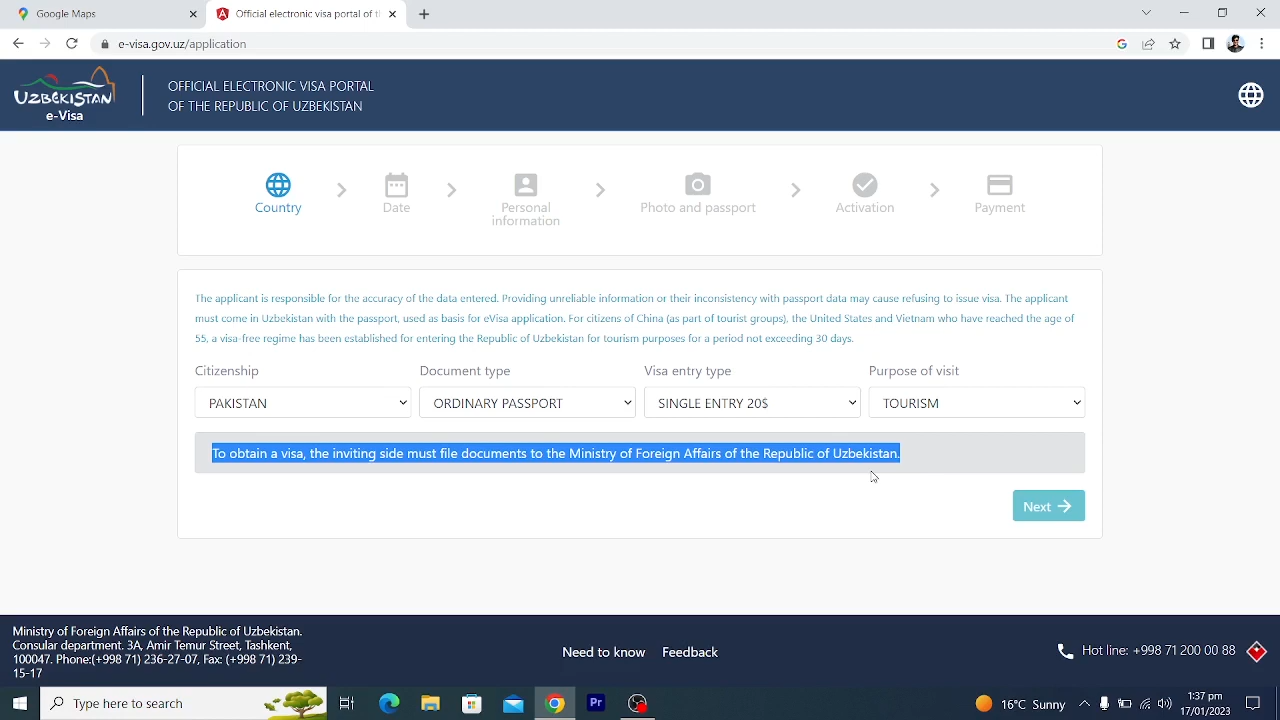 Google Maps
Official electronic visa portal of t
e-visa.gov.uz/application
UZBEKISTAN
e-Visa
OFFICIAL ELECTRONIC VISA PORTAL
OF THE REPUBLIC OF UZBEKISTAN
Country
Date
Personal
information
Photo and passport
Activation
Payment
The applicant is responsible for the accuracy of the data entered. Providing unreliable information or their inconsistency with passport data may cause refusing to issue visa. The applicant
must come in Uzbekistan with the passport, used as basis for eVisa application. For citizens of China (as part of tourist groups), the United States and Vietnam who have reached the age of
55, a visa-free regime has been established for entering the Republic of Uzbekistan for tourism purposes for a period not exceeding 30 days.
Citizenship
Document type
Visa entry type
Purpose of visit
PAKISTAN
ORDINARY PASSPORT
SINGLE ENTRY 20$
TOURISM
To obtain a visa, the inviting side must file documents to the Ministry of Foreign Affairs of the Republic of Uzbekistan.
Next
Ministry of Foreign Affairs of the Republic of Uzbekistan.
Consular department. 3A, Amir Temur Street, Tashkent,
100047. Phone:(+998 71) 236-27-07, Fax: (+998 71) 239-
15-17
Need to know
Feedback
Hot line: +998 71 200 00 88
Type here to search
Pr
16°C Sunny
1:37 pm
17/01/2023